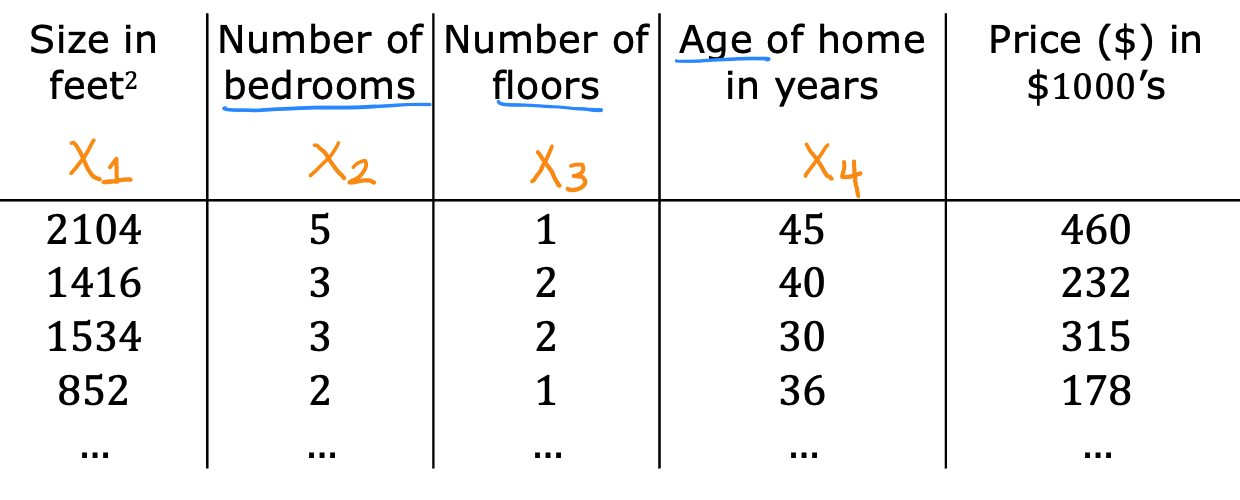 Size in feet² Number of bedrooms Number of floors Age of home in years Price ($) in $1000's
X₁ X₂ X₃ X₄
2104 5 1 45 460
1416 3 2 40 232
1534 3 2 30 315
852 2 1 36 178
... ... ... ... ...